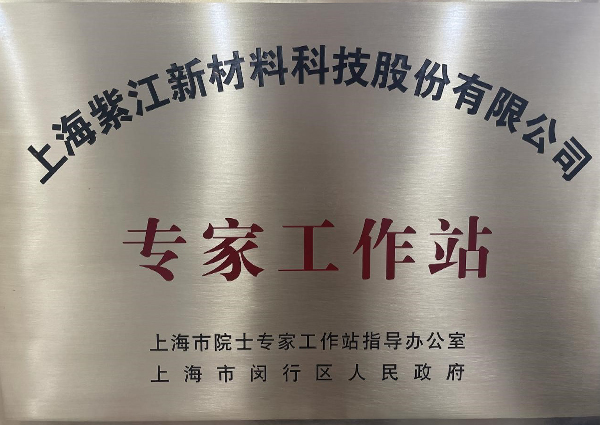 上海紫江新材料科技股份有限公司
专家工作站
上海市院士专家工作站指导办公室
上海市闵行区人民政府